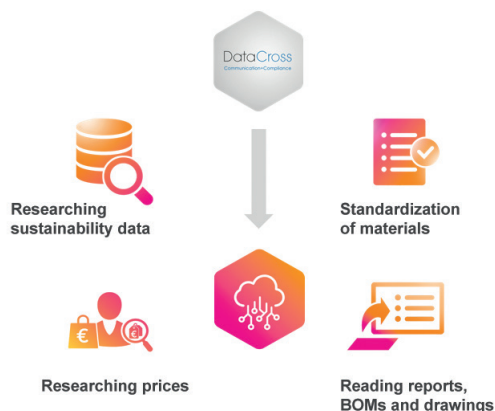 DataCross
Communication+Compliance
Researching
sustainability data
Standardization
of materials
€
Researching prices
Reading reports,
BOMs and drawings